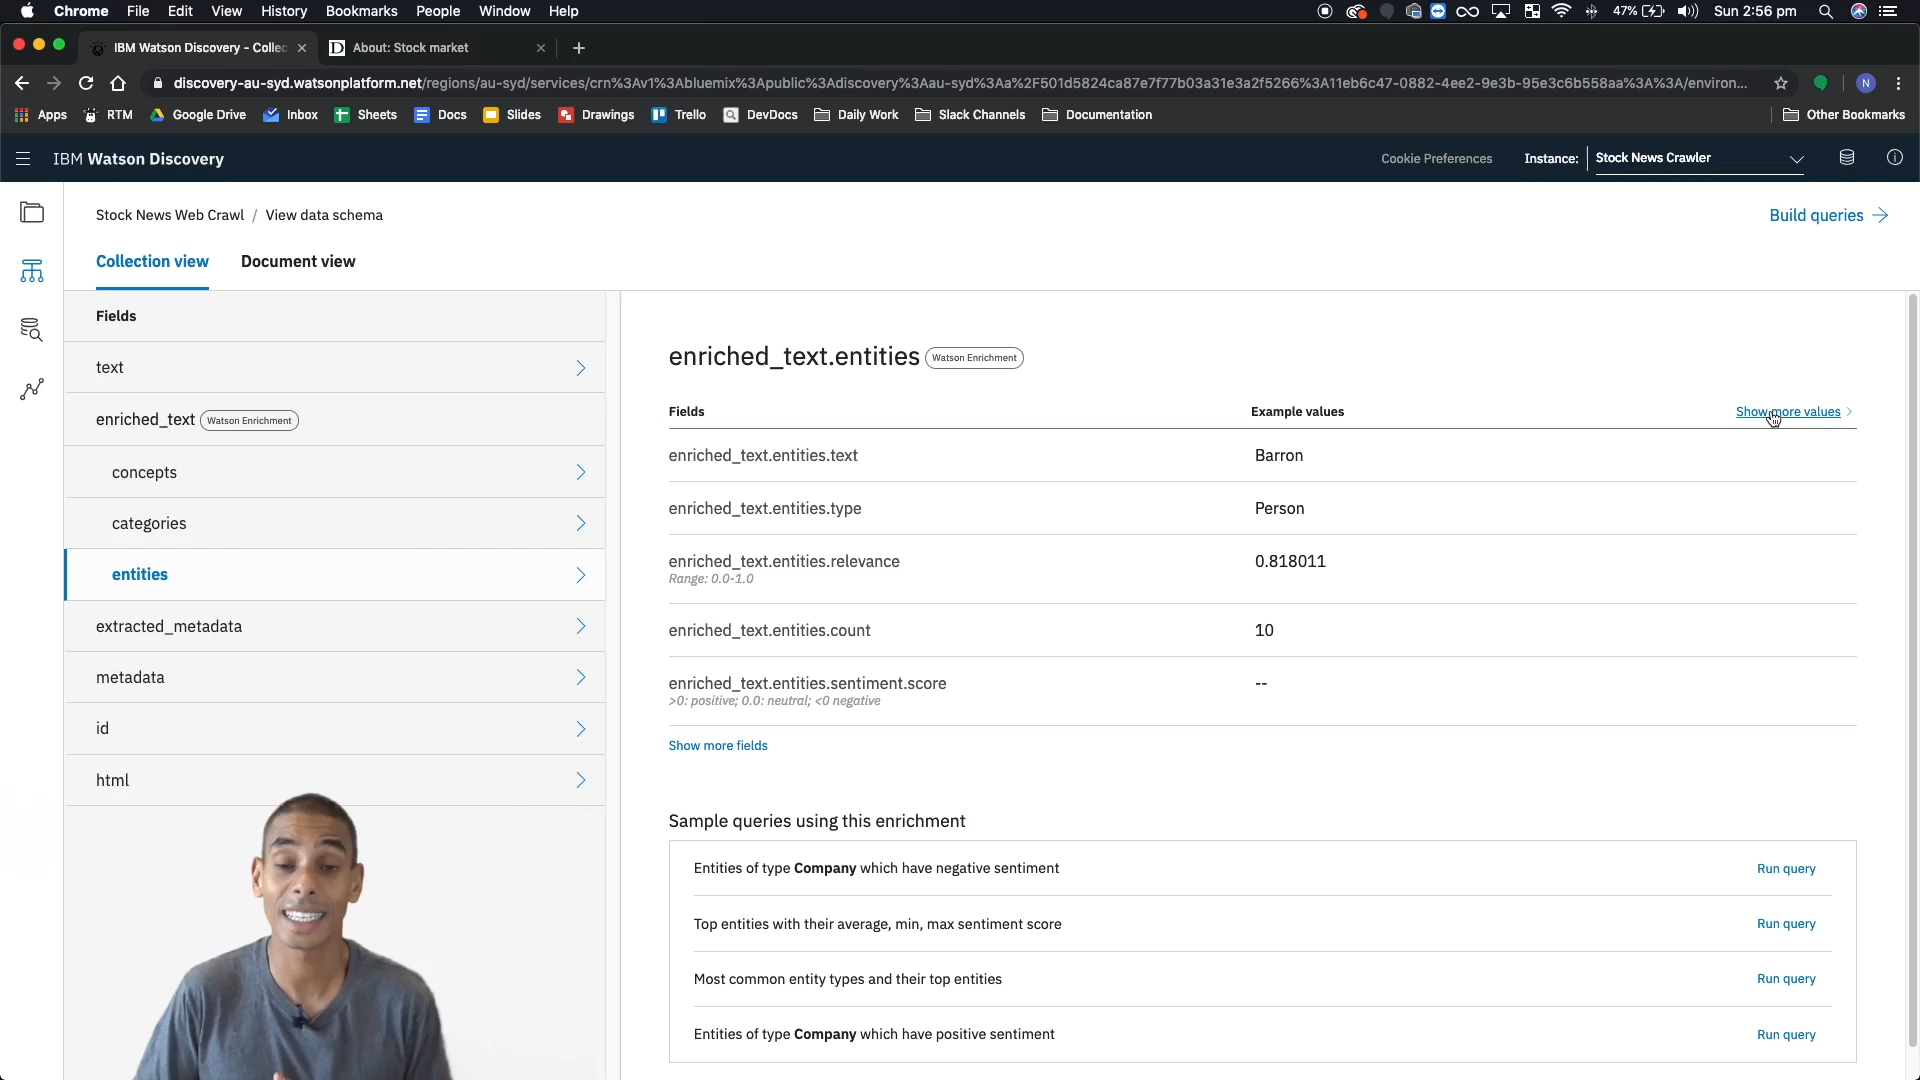 Chrome File Edit View History Bookmarks People Window Help 47% Sun 2:56 pm
IBM Watson Discovery - Collec About: Stock market
discovery-au-syd.watsonplatform.net/regions/au-syd/services/crn%3Av1%3Abluemix%3Apublic%3Adiscovery%3Aau-syd%3Aa%2F501d5824ca87e7f77b03a31e3a2f5266%3A11eb6c47-0882-4ee2-9e3b-95e3c6b558aa%3A%3A/environ... N
Apps RTM Google Drive Inbox Sheets Docs Slides Drawings Trello DevDocs Daily Work Slack Channels Documentation Other Bookmarks
IBM Watson Discovery Cookie Preferences Instance: Stock News Crawler
Stock News Web Crawl / View data schema Build queries
Collection view Document view
Fields
text
enriched_text Watson Enrichment
concepts
categories
entities
extracted_metadata
metadata
id
html
enriched_text.entities Watson Enrichment
Fields Example values Show more values
enriched_text.entities.text Barron
enriched_text.entities.type Person
enriched_text.entities.relevance 0.818011
Range: 0.0-1.0
enriched_text.entities.count 10
enriched_text.entities.sentiment.score --
>0: positive; 0.0: neutral; <0 negative
Show more fields
Sample queries using this enrichment
Entities of type Company which have negative sentiment Run query
Top entities with their average, min, max sentiment score Run query
Most common entity types and their top entities Run query
Entities of type Company which have positive sentiment Run query